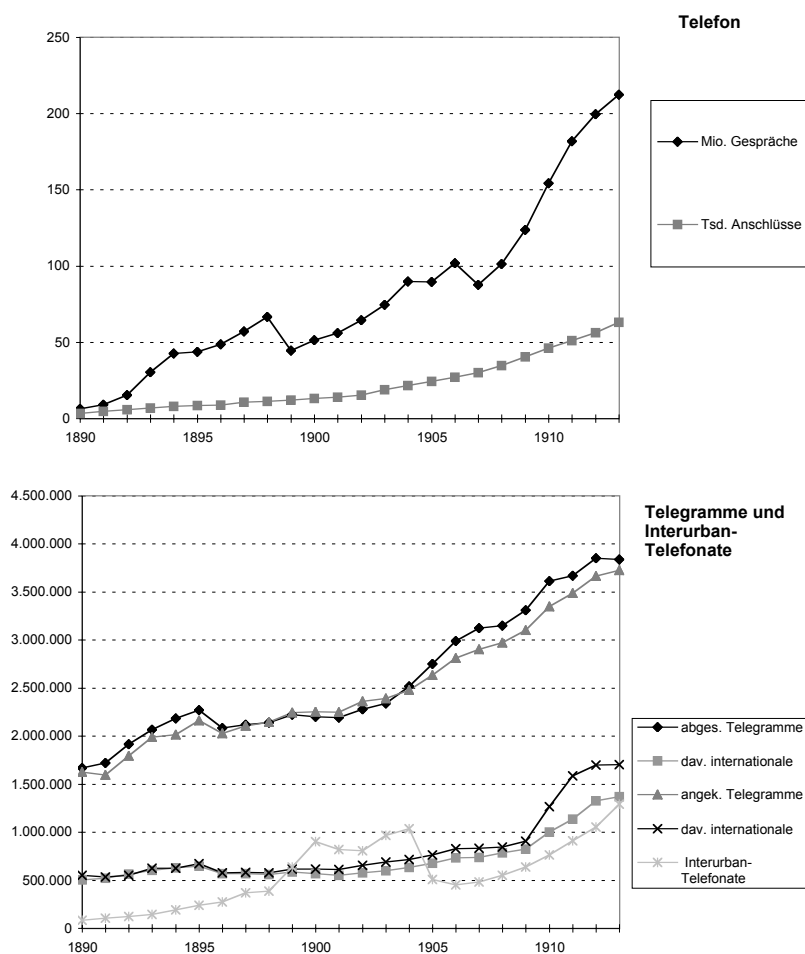 Telefon
250
200
150
100
50
0
1890
1895
1900
1905
1910
Mio. Gespräche
Tsd. Anschlüsse
Telegramme und
Interurban-
Telefonate
4.500.000
4.000.000
3.500.000
3.000.000
2.500.000
2.000.000
1.500.000
1.000.000
500.000
0
1890
1895
1900
1905
1910
abges. Telegramme
dav. internationale
angek. Telegramme
dav. internationale
Interurban-
Telefonate